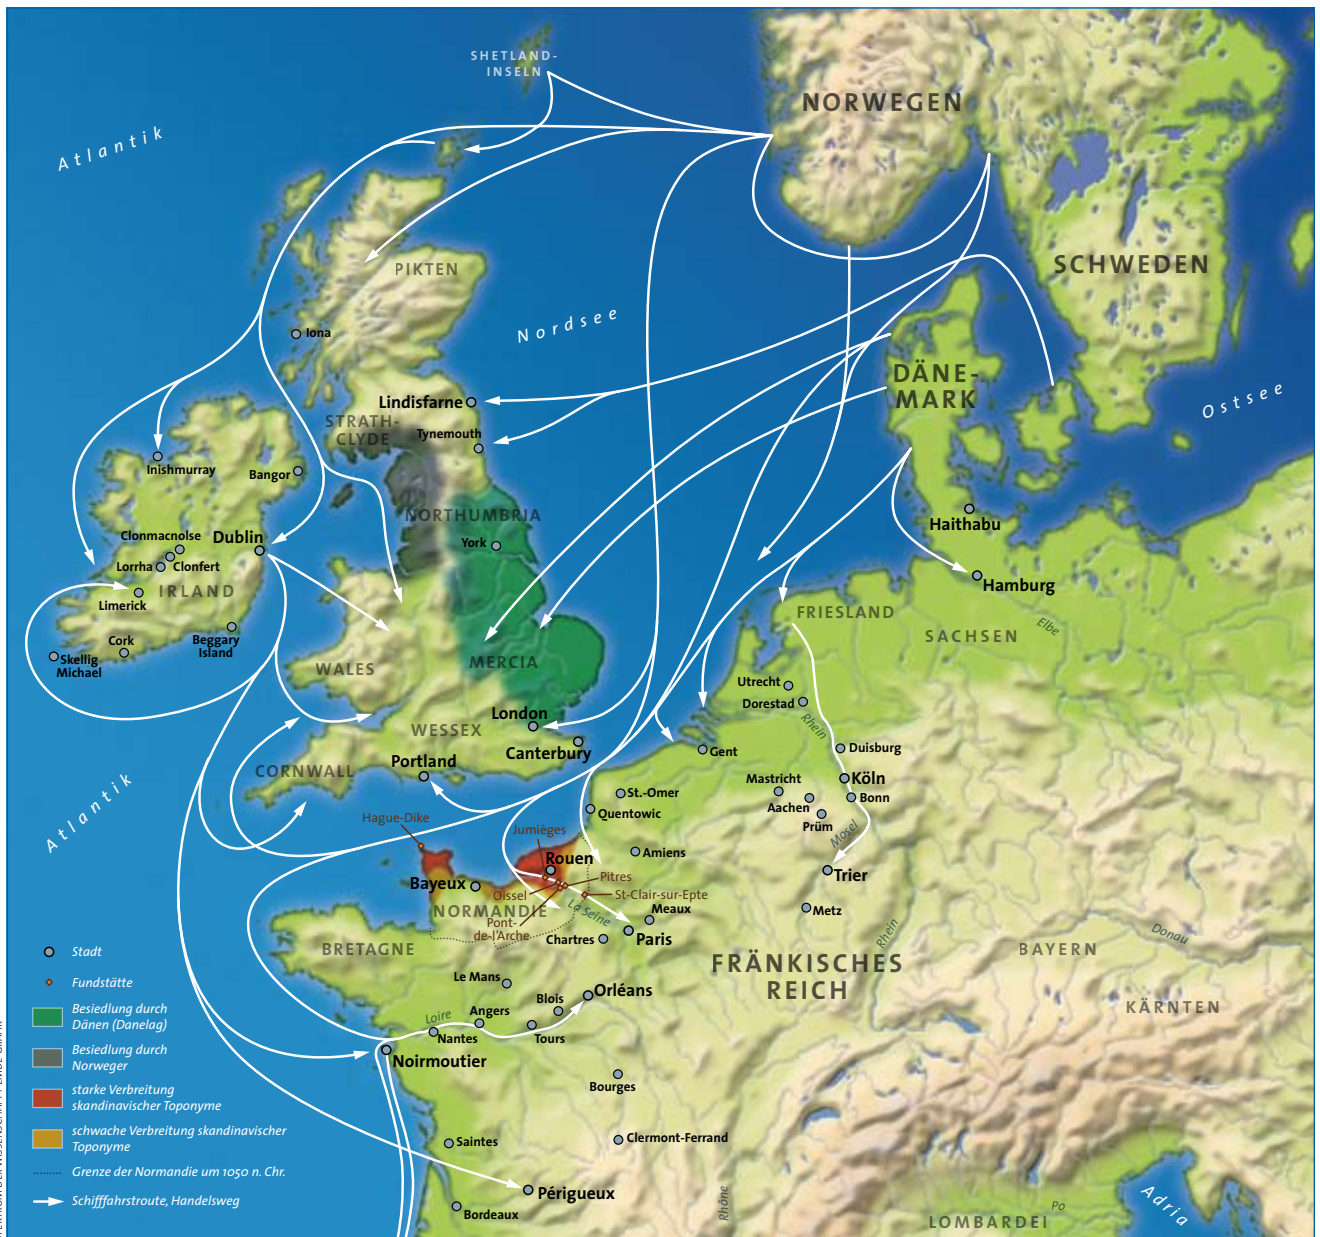 SHETLAND-
INSELN
NORWEGEN
Atlantik
PIKTEN
SCHWEDEN
Nordsee
Iona
DÄNE-
MARK
Ostsee
Lindisfarne
STRATH-
CLYDE
Tynemouth
Inishmurray
Bangor
NORTHUMBRIA
York
Haithabu
Clonmacnolse
Dublin
Lorrha
Clonfert
IRLAND
Limerick
Hamburg
FRIESLAND
SACHSEN
Elbe
Cork
Beggary
Island
Skellig
Michael
WALES
MERCIA
Utrecht
Dorestad
Rhein
London
WESSEX
Canterbury
Gent
Duisburg
Portland
CORNWALL
Atlantik
Mastricht
Köln
Aachen
Bonn
Prüm
Mosel
St.-Omer
Quentowic
Hague-Dike
Jumièges
Rouen
Amiens
Trier
Bayeux
Pitres
Oissel
St-Clair-sur-Epte
NORMANDIE
La Seine
Meaux
Metz
Pont-
de-l'Arche
Chartres
Paris
Rhein
BRETAGNE
FRÄNKISCHES
REICH
BAYERN
Donau
Le Mans
Blois
Orléans
KÄRNTEN
Angers
Loire
Nantes
Tours
Noirmoutier
Bourges
Saintes
Clermont-Ferrand
Périgueux
Bordeaux
Rhône
Po
LOMBARDEI
Adria
Stadt
Fundstätte
Besiedlung durch
Dänen (Danelag)
Besiedlung durch
Norweger
starke Verbreitung
skandinavischer Toponyme
schwache Verbreitung skandinavischer
Toponyme
Grenze der Normandie um 1050 n. Chr.
Schifffahrstroute, Handelsweg